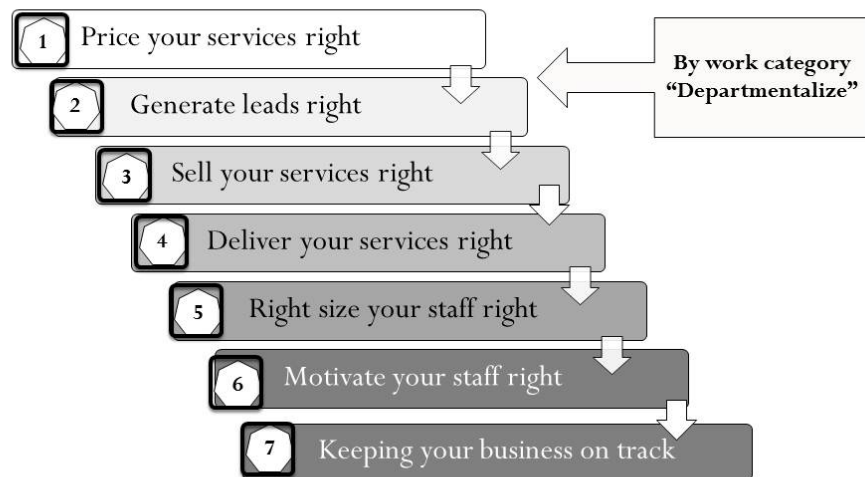 1 Price your services right
By work category
“Departmentalize”
2 Generate leads right
3 Sell your services right
4 Deliver your services right
5 Right size your staff right
6 Motivate your staff right
7 Keeping your business on track